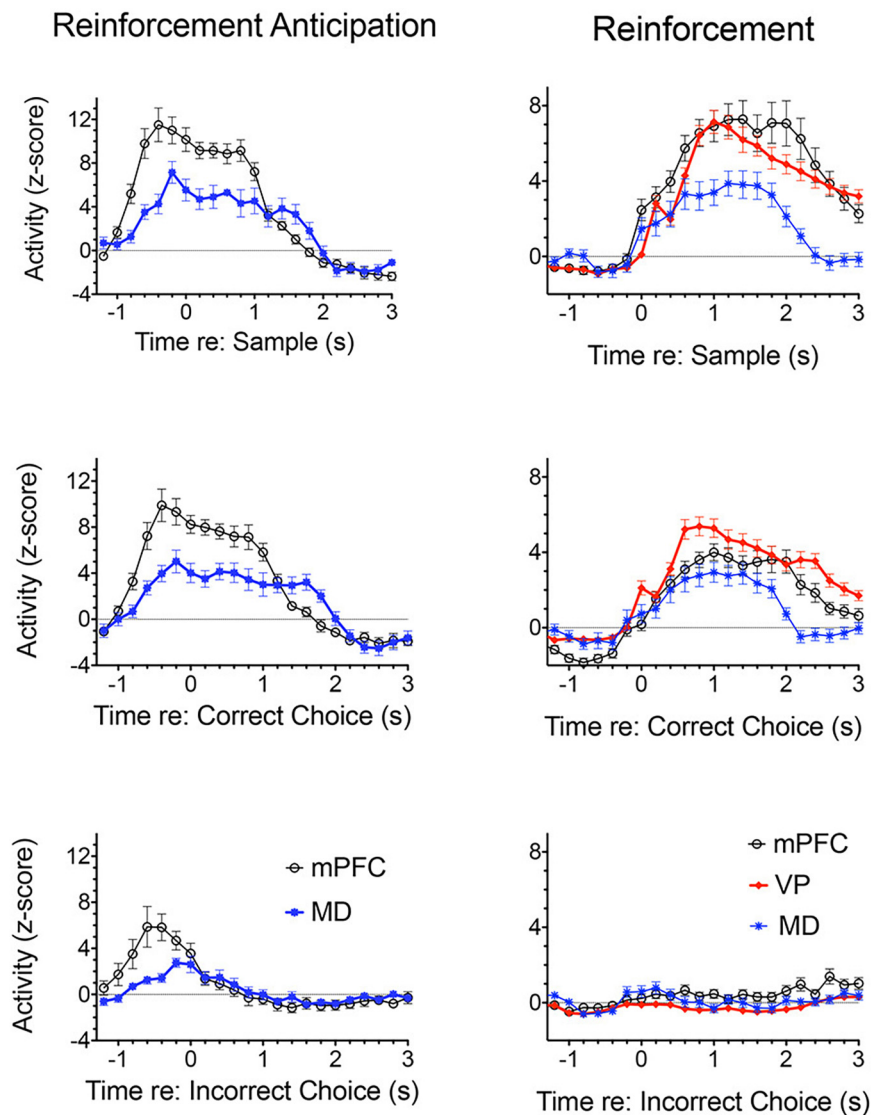 Reinforcement Anticipation
Reinforcement
Activity (z-score)
12
8
4
0
-4
-1 0 1 2 3
Time re: Sample (s)
8
4
0
-1 0 1 2 3
Time re: Sample (s)
Activity (z-score)
12
8
4
0
-4
-1 0 1 2 3
Time re: Correct Choice (s)
8
4
0
-1 0 1 2 3
Time re: Correct Choice (s)
Activity (z-score)
12
8
4
0
-4
mPFC
MD
-1 0 1 2 3
Time re: Incorrect Choice (s)
8
4
0
mPFC
VP
MD
-1 0 1 2 3
Time re: Incorrect Choice (s)